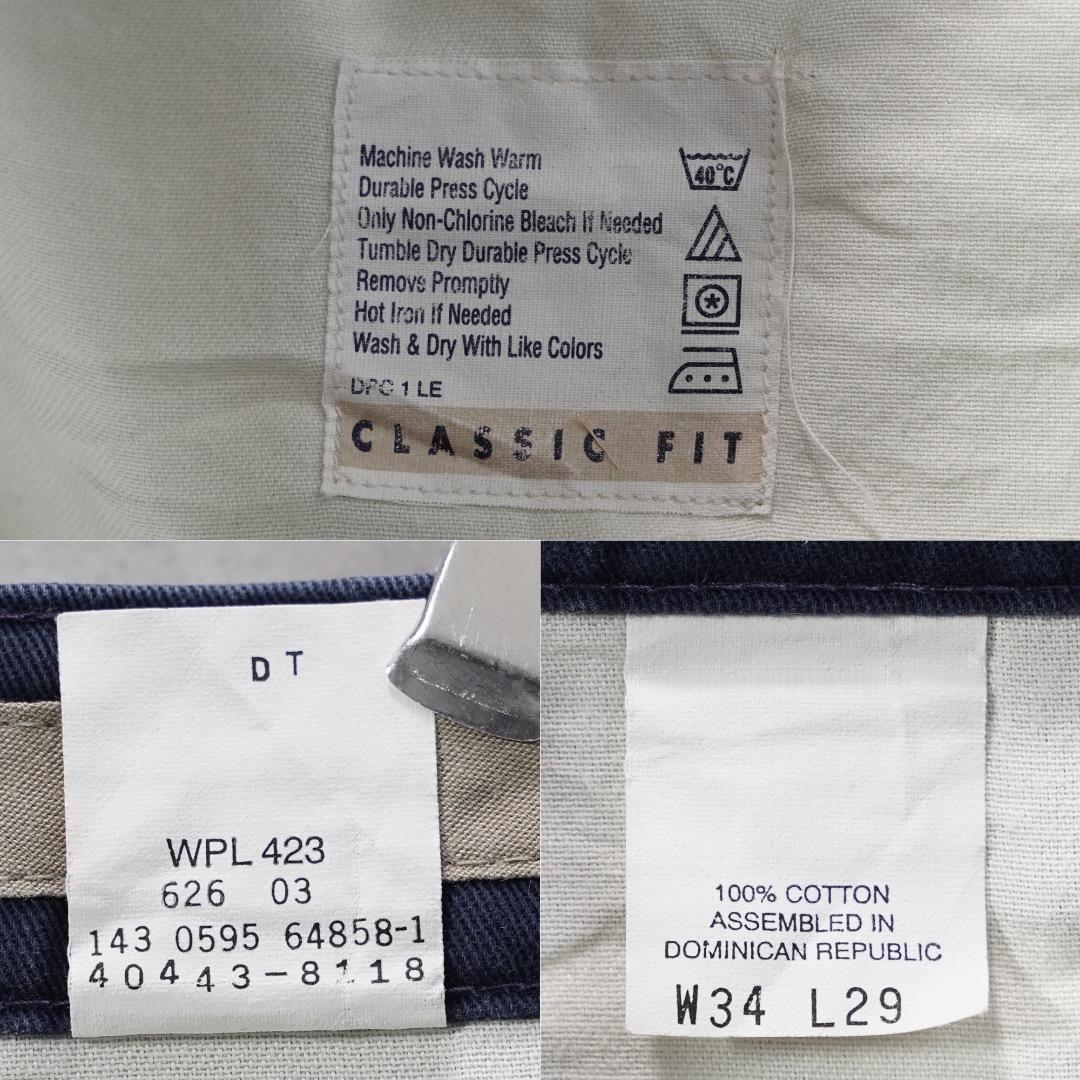 Machine Wash Warm
40°C
Durable Press Cycle
Only Non-Chlorine Bleach If Needed
Tumble Dry Durable Press Cycle
Remove Promptly
Hot Iron If Needed
Wash & Dry With Like Colors
DPC 1 LE
CLASSIC FIT
D T
WPL 423
626 03
143 0595 64858-1
40443-8118
100% COTTON
ASSEMBLED IN
DOMINICAN REPUBLIC
W34 L29